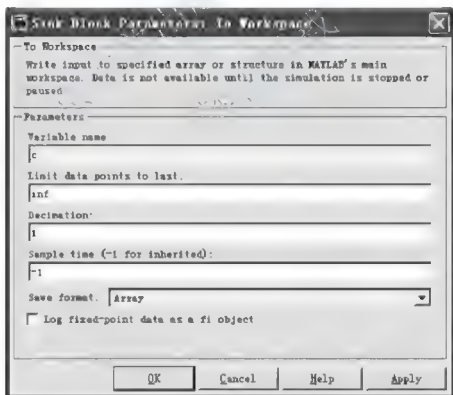 Sink Block Parameters: To Workspace
To Workspace
Write input to specified array or structure in MATLAB's main
workspace. Data is not available until the simulation is stopped or
paused
Parameters
Variable name
c
Limit data points to last.
inf
Decimation:
1
Sample time (-1 for inherited):
-1
Save format. Array
Log fixed-point data as a fi object
OK Cancel Help Apply